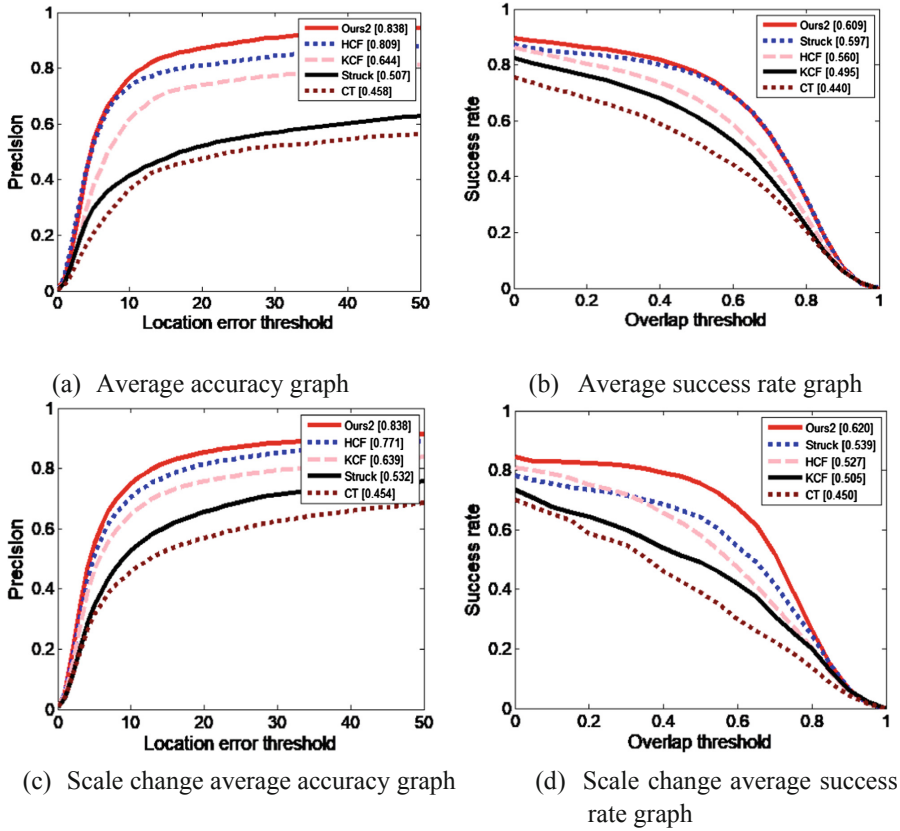 Precision
1
0.8
0.6
0.4
0.2
0
0 10 20 30 40 50
Location error threshold
Ours2 [0.838]
HCF [0.809]
KCF [0.644]
Struck [0.507]
CT [0.458]
Success rate
1
0.8
0.6
0.4
0.2
0
0 0.2 0.4 0.6 0.8 1
Overlap threshold
Ours2 [0.609]
Struck [0.597]
HCF [0.560]
KCF [0.495]
CT [0.440]
(a) Average accuracy graph
(b) Average success rate graph
Precision
1
0.8
0.6
0.4
0.2
0
0 10 20 30 40 50
Location error threshold
Ours2 [0.838]
HCF [0.771]
KCF [0.639]
Struck [0.532]
CT [0.454]
Success rate
1
0.8
0.6
0.4
0.2
0
0 0.2 0.4 0.6 0.8 1
Overlap threshold
Ours2 [0.620]
Struck [0.539]
HCF [0.527]
KCF [0.505]
CT [0.450]
(c) Scale change average accuracy graph
(d) Scale change average success
rate graph